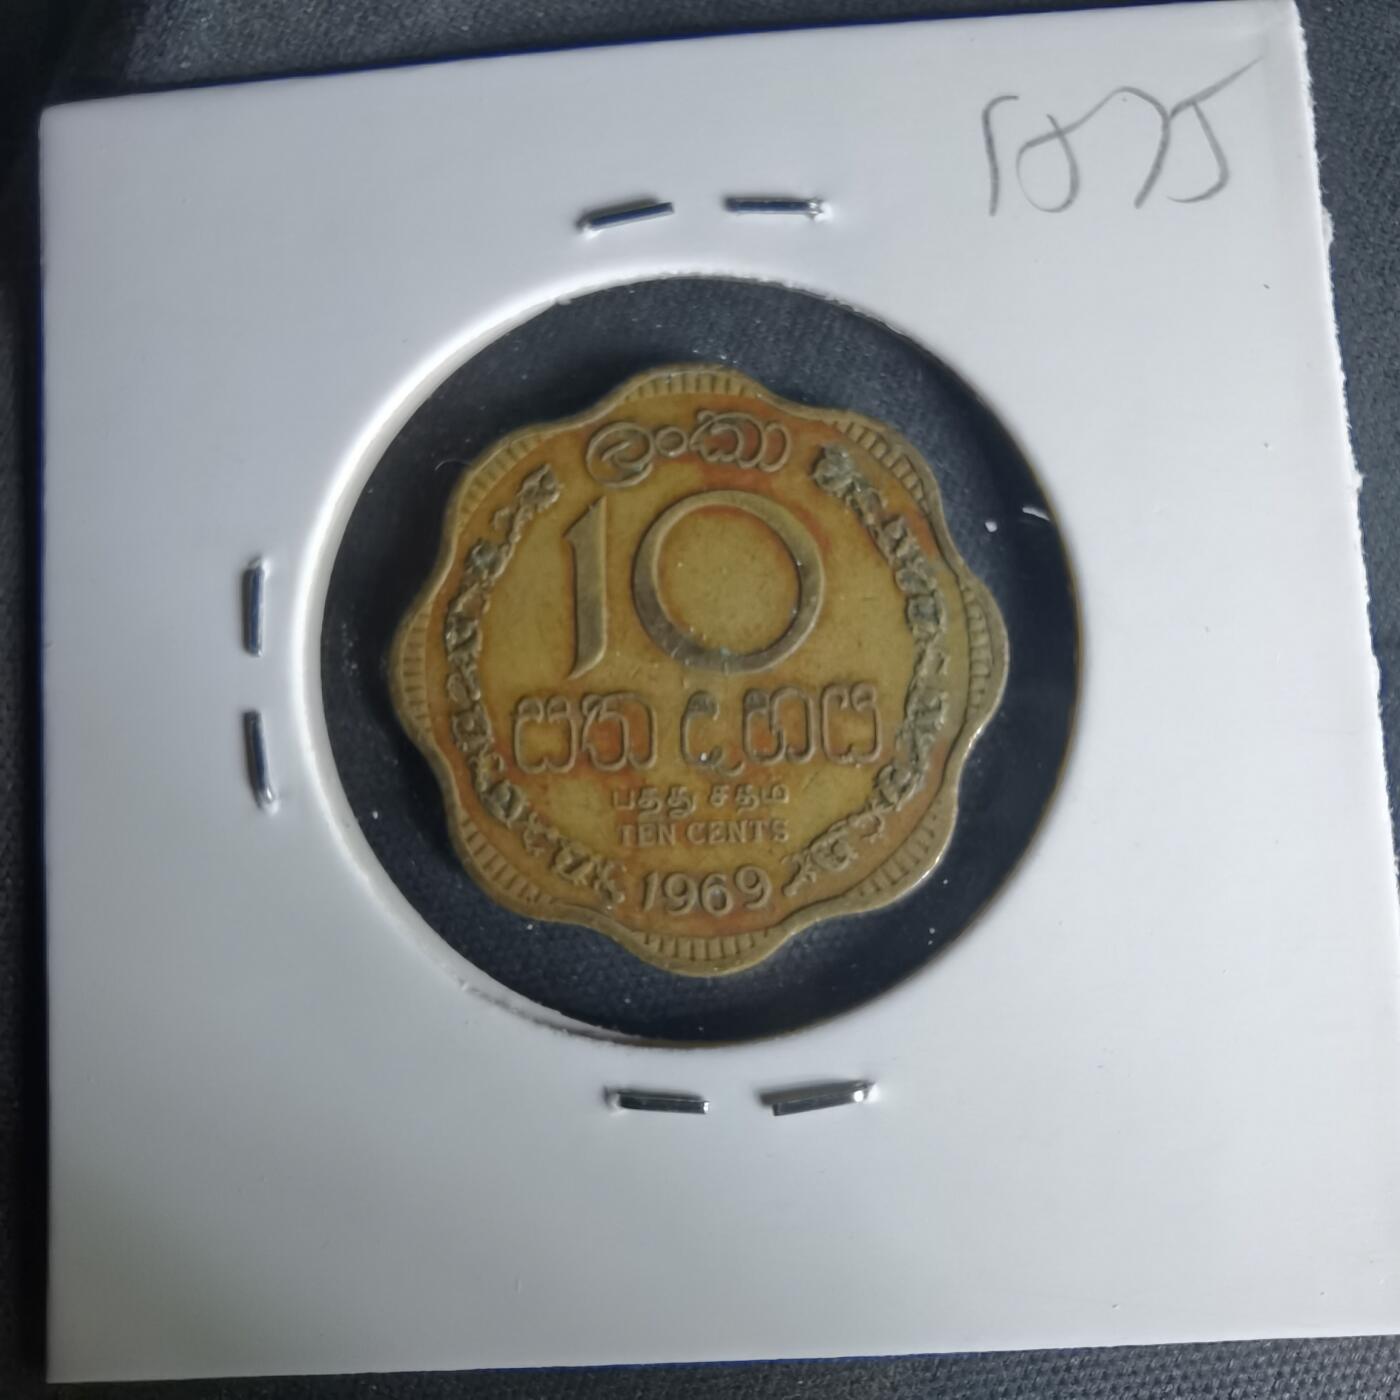 ලංකා
10
සත දහය
பத்து சதம்
TEN CENTS
1969